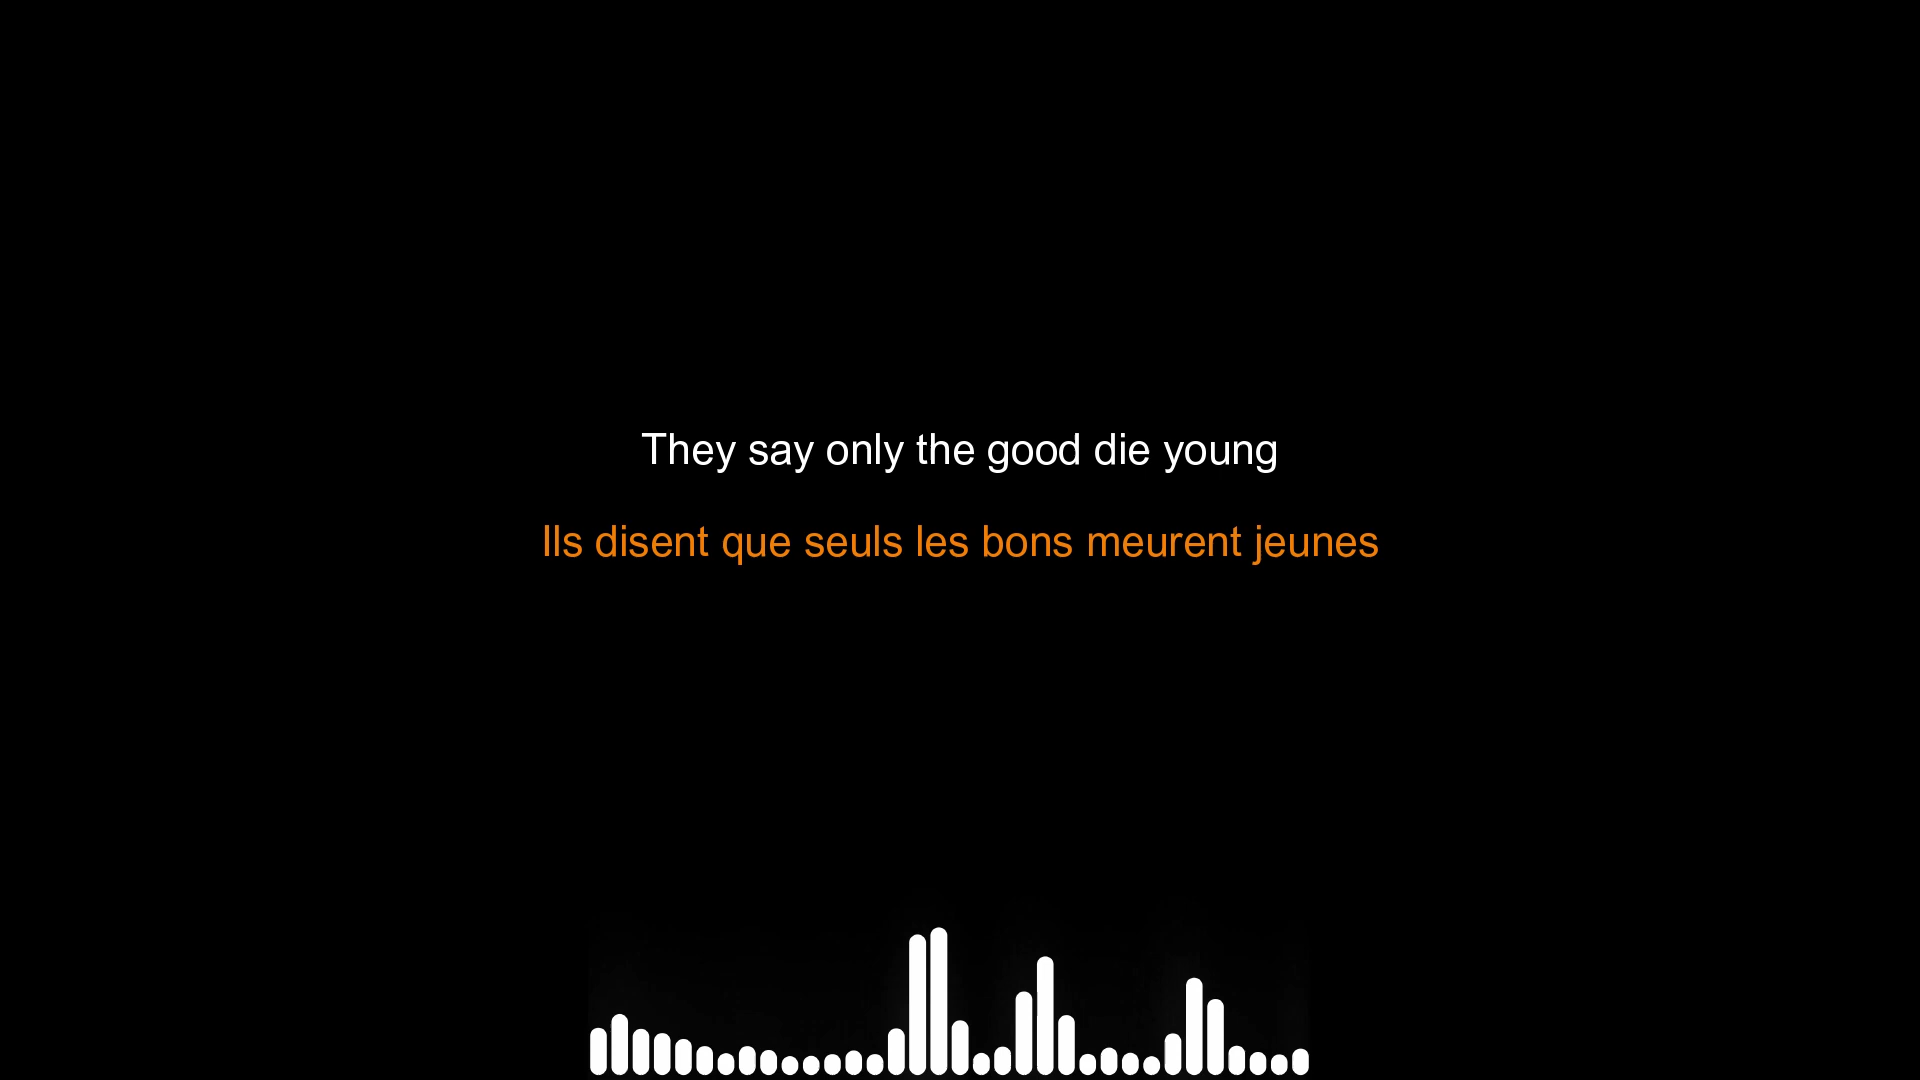 They say only the good die young
Ils disent que seuls les bons meurent jeunes